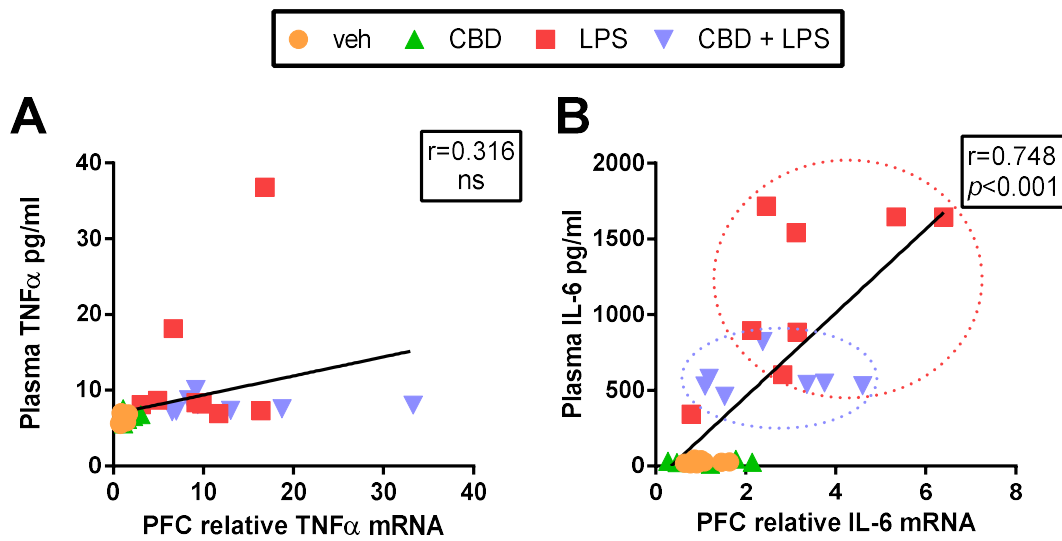 veh CBD LPS CBD + LPS
A
r=0.316
ns
Plasma TNFα pg/ml
40
30
20
10
0
0 10 20 30 40
PFC relative TNFα mRNA
B
r=0.748
p<0.001
Plasma IL-6 pg/ml
2000
1500
1000
500
0
0 2 4 6 8
PFC relative IL-6 mRNA